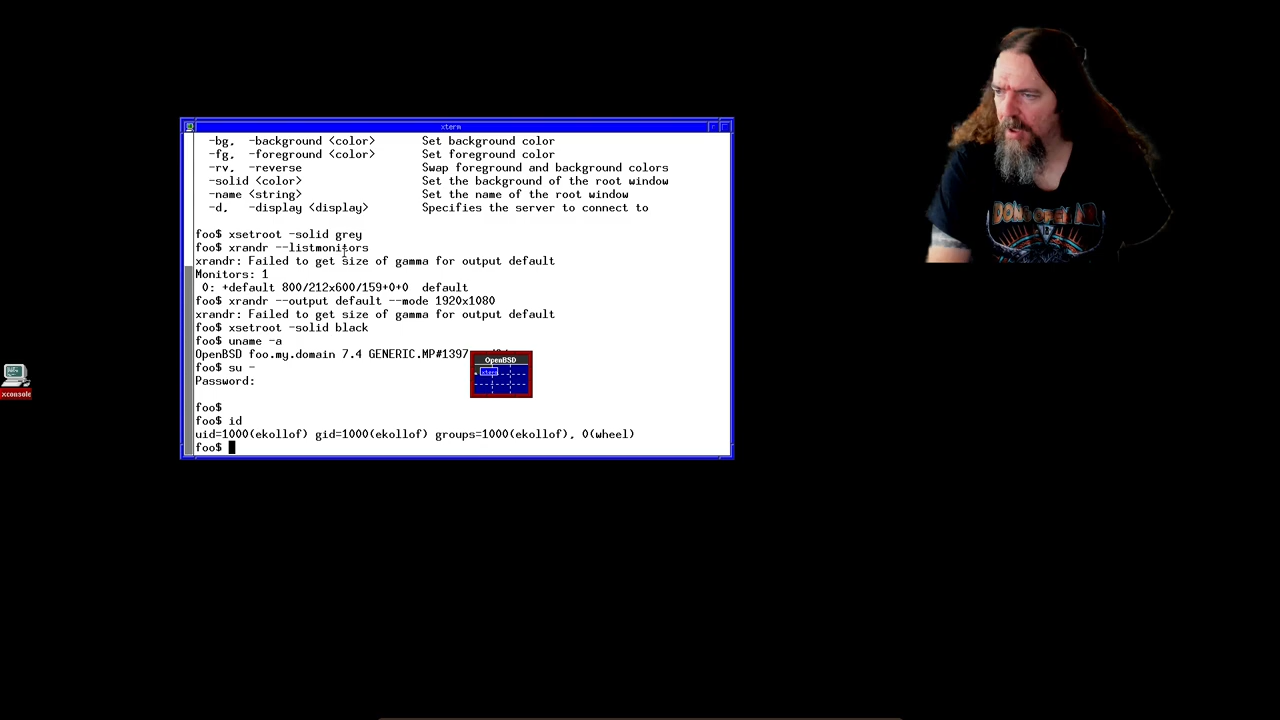 xterm
-bg,  -background <color>       Set background color
-fg,  -foreground <color>       Set foreground color
-rv,  -reverse                  Swap foreground and background colors
-solid <color>                  Set the background of the root window
-name <string>                  Set the name of the root window
-d,   -display <display>        Specifies the server to connect to
foo$ xsetroot -solid grey
foo$ xrandr --listmonitors
xrandr: Failed to get size of gamma for output default
Monitors: 1
0: +default 800/212x600/159+0+0  default
foo$ xrandr --output default --mode 1920x1080
xrandr: Failed to get size of gamma for output default
foo$ xsetroot -solid black
foo$ uname -a
OpenBSD foo.my.domain 7.4 GENERIC.MP#1397
foo$ su -
Password:
foo$
foo$ id
uid=1000(ekollof) gid=1000(ekollof) groups=1000(ekollof), 0(wheel)
foo$
OpenBSD
xterm
xconsole